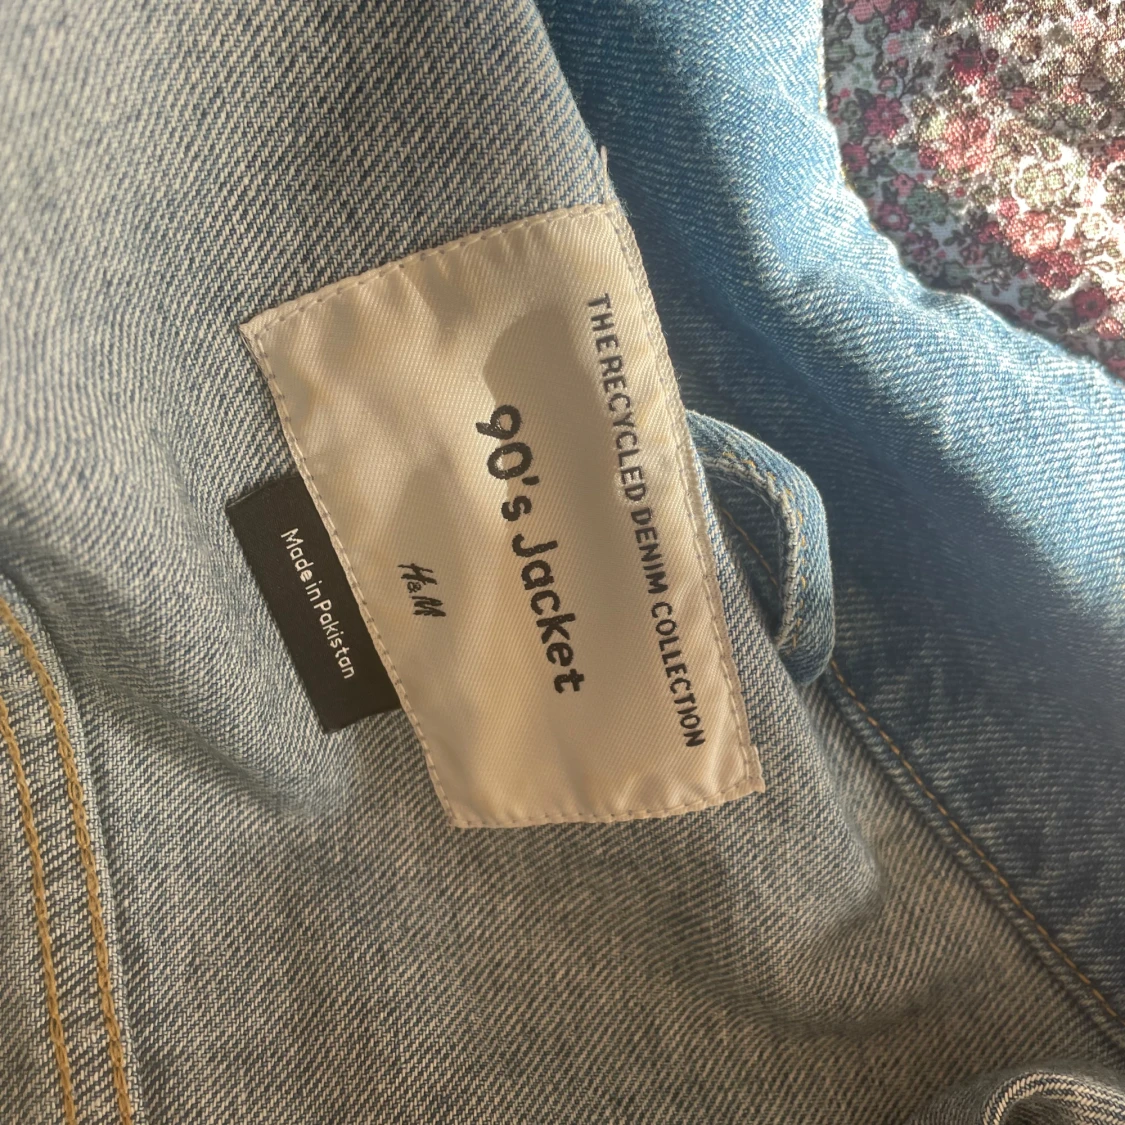 THE RECYCLED DENIM COLLECTION
90's Jacket
H&M
Made in Pakistan